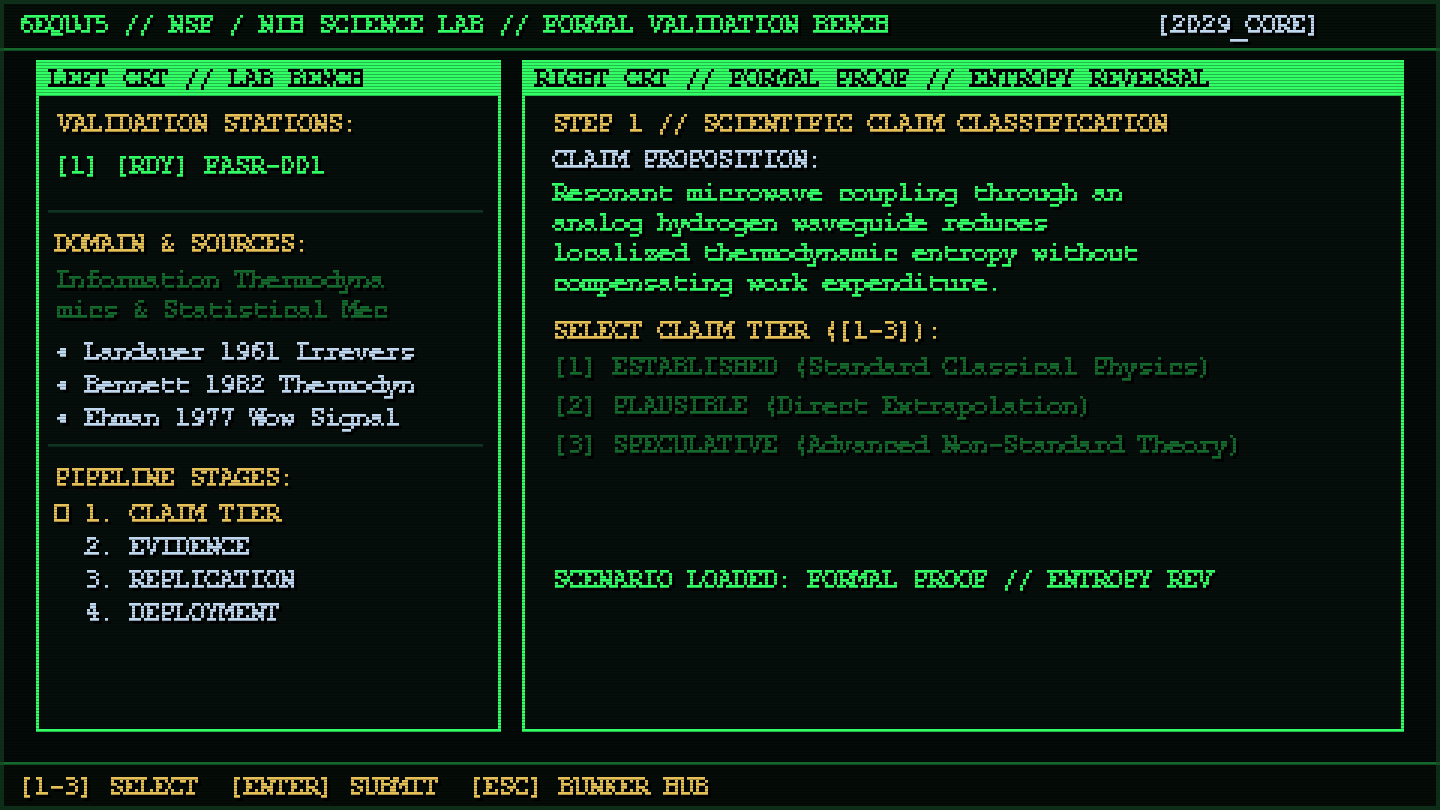 6EQUJ5 // NSF / NIH SCIENCE LAB // FORMAL VALIDATION BENCH
[2029_CORE]
LEFT CRT // LAB BENCH
VALIDATION STATIONS:
[1] [RDY] FASR-001
DOMAIN & SOURCES:
Information Thermodyna
mics & Statistical Mec
• Landauer 1961 Irrevers
• Bennett 1982 Thermodyn
• Ehman 1977 Wow Signal
PIPELINE STAGES:
□ 1. CLAIM TIER
2. EVIDENCE
3. REPLICATION
4. DEPLOYMENT
RIGHT CRT // FORMAL PROOF // ENTROPY REVERSAL
STEP 1 // SCIENTIFIC CLAIM CLASSIFICATION
CLAIM PROPOSITION:
Resonant microwave coupling through an
analog hydrogen waveguide reduces
localized thermodynamic entropy without
compensating work expenditure.
SELECT CLAIM TIER ([1-3]):
[1] ESTABLISHED (Standard Classical Physics)
[2] PLAUSIBLE (Direct Extrapolation)
[3] SPECULATIVE (Advanced Non-Standard Theory)
SCENARIO LOADED: FORMAL PROOF // ENTROPY REV
[1-3] SELECT [ENTER] SUBMIT [ESC] BUNKER HUB